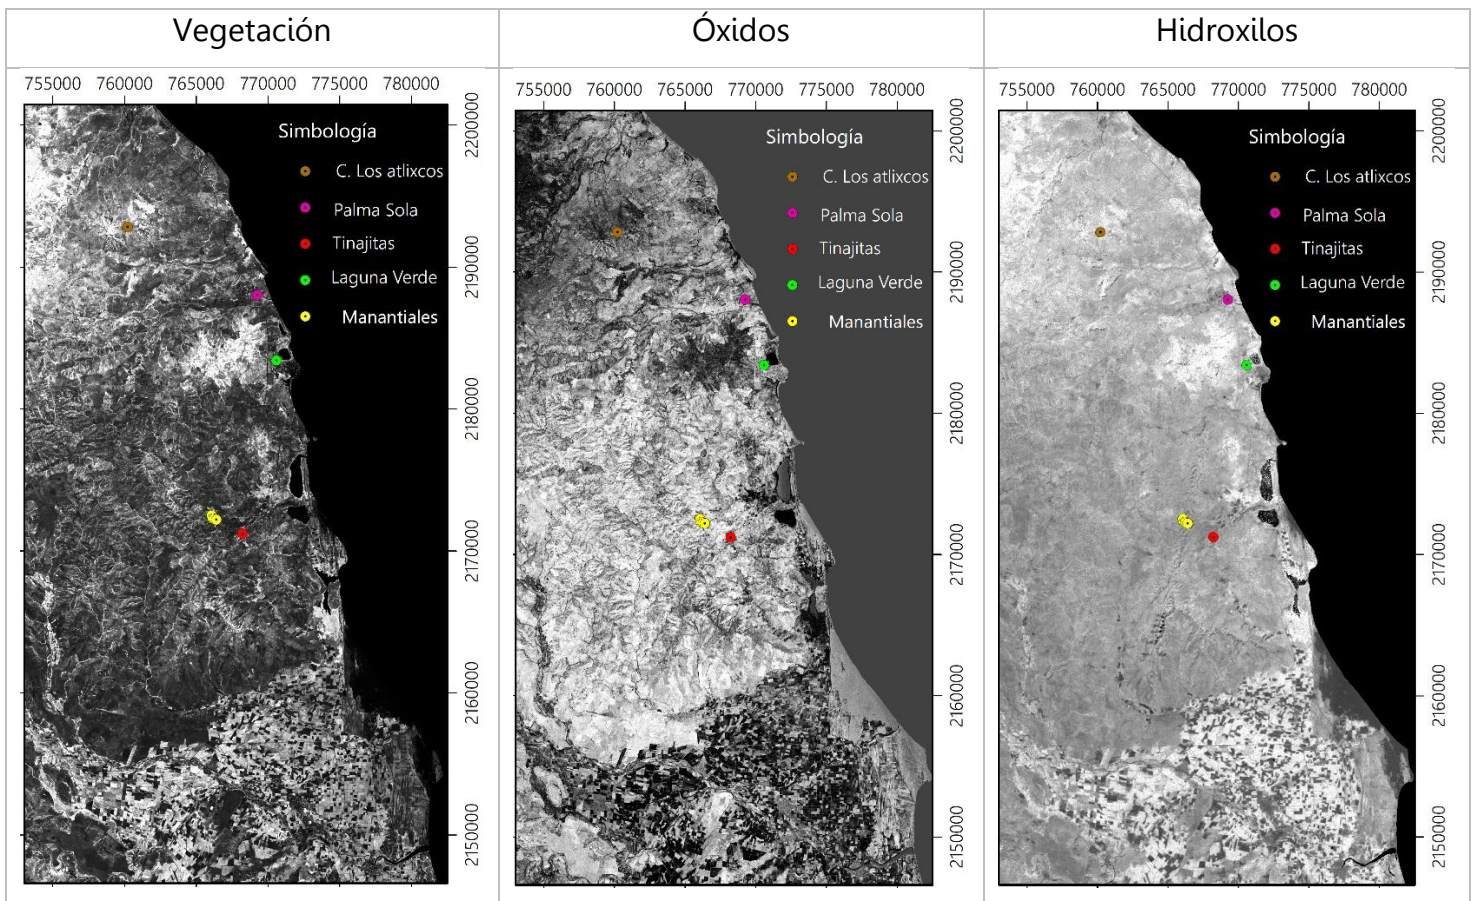 Vegetación
Óxidos
Hidroxilos
755000 760000 765000 770000 775000 780000
Simbología
C. Los atlixcos
Palma Sola
Tinajitas
Laguna Verde
Manantiales
2200000
2190000
2180000
2170000
2160000
2150000
755000 760000 765000 770000 775000 780000
Simbología
C. Los atlixcos
Palma Sola
Tinajitas
Laguna Verde
Manantiales
2200000
2190000
2180000
2170000
2160000
2150000
755000 760000 765000 770000 775000 780000
Simbología
C. Los atlixcos
Palma Sola
Tinajitas
Laguna Verde
Manantiales
2200000
2190000
2180000
2170000
2160000
2150000